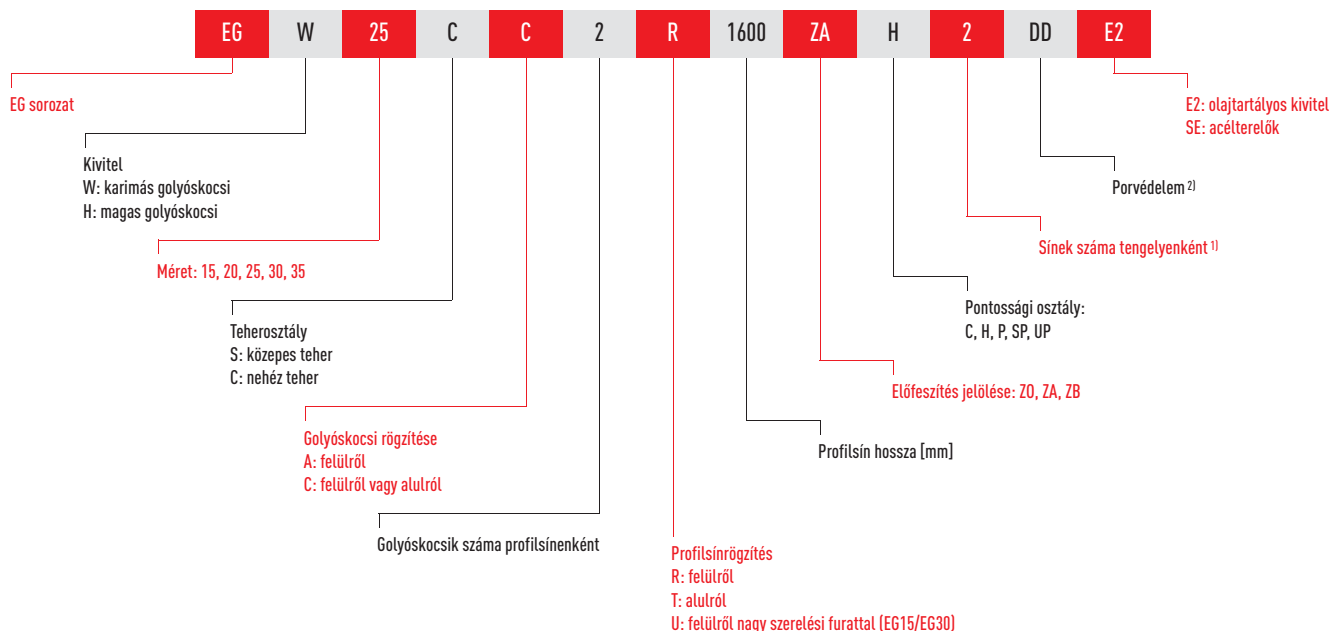 EG W 25 C C 2 R 1600 ZA H 2 DD E2
EG sorozat
E2: olajtartályos kivitel
SE: acélterelők
Kivitel
W: karimás golyóskocsi
H: magas golyóskocsi
Porvédelem 2)
Méret: 15, 20, 25, 30, 35
Sínek száma tengelyenként 1)
Teherosztály
S: közepes teher
C: nehéz teher
Pontossági osztály:
C, H, P, SP, UP
Golyóskocsi rögzítése
A: felülről
C: felülről vagy alulról
Előfeszítés jelölése: ZO, ZA, ZB
Golyóskocsik száma profilsínenként
Profilsín hossza [mm]
Profilsínrögzítés
R: felülről
T: alulról
U: felülről nagy szerelési furattal (EG15/EG30)